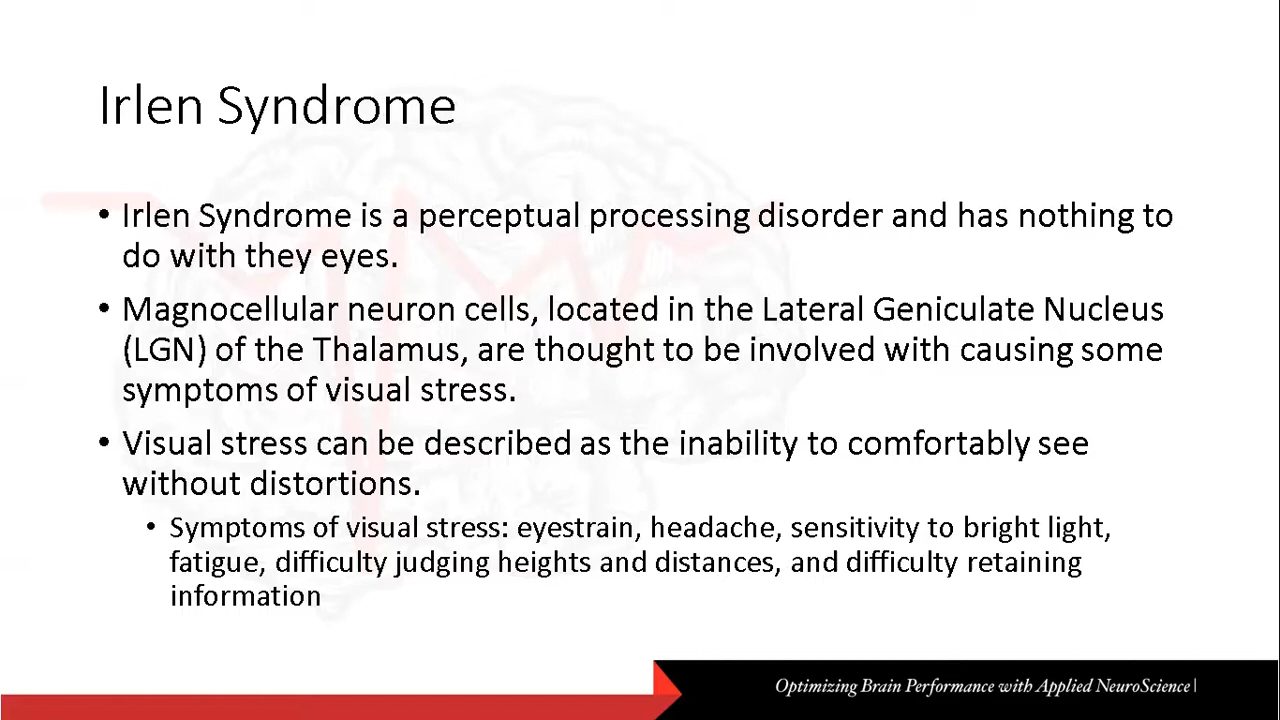 Irlen Syndrome
• Irlen Syndrome is a perceptual processing disorder and has nothing to
do with they eyes.
• Magnocellular neuron cells, located in the Lateral Geniculate Nucleus
(LGN) of the Thalamus, are thought to be involved with causing some
symptoms of visual stress.
• Visual stress can be described as the inability to comfortably see
without distortions.
• Symptoms of visual stress: eyestrain, headache, sensitivity to bright light,
fatigue, difficulty judging heights and distances, and difficulty retaining
information
Optimizing Brain Performance with Applied NeuroScience |